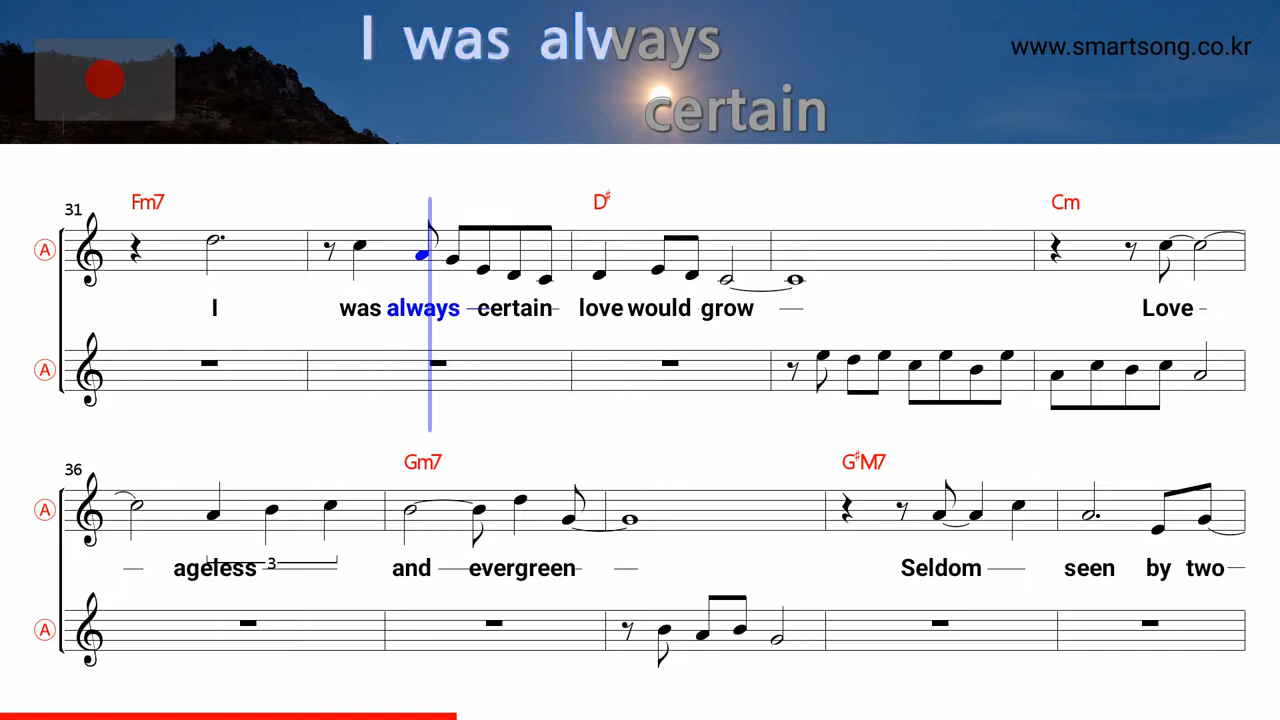 I was always
certain
www.smartsong.co.kr
Fm7 D♯ Cm
31
A
I was always certain love would grow Love
A
Gm7 G♯M7
36
A
3
ageless and evergreen Seldom seen by two
A